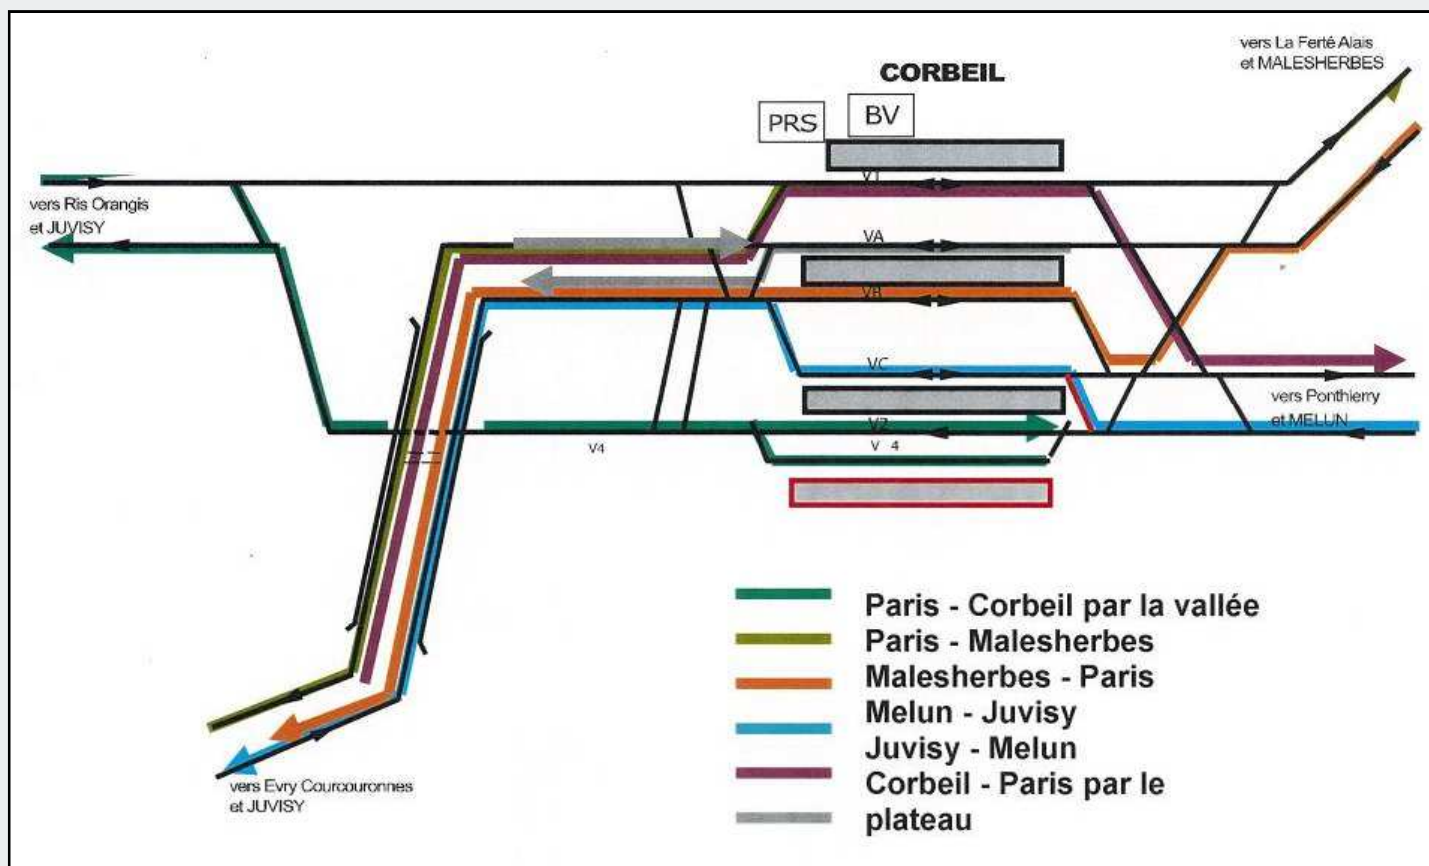 vers La Ferté Alais
et MALESHERBES
CORBEIL
PRS
BV
V1
vers Ris Orangis
et JUVISY
VA
VB
VC
vers Ponthierry
et MELUN
V2
V4
V 4
Paris - Corbeil par la vallée
Paris - Malesherbes
Malesherbes - Paris
Melun - Juvisy
Juvisy - Melun
Corbeil - Paris par le
plateau
vers Evry Courcouronnes
et JUVISY